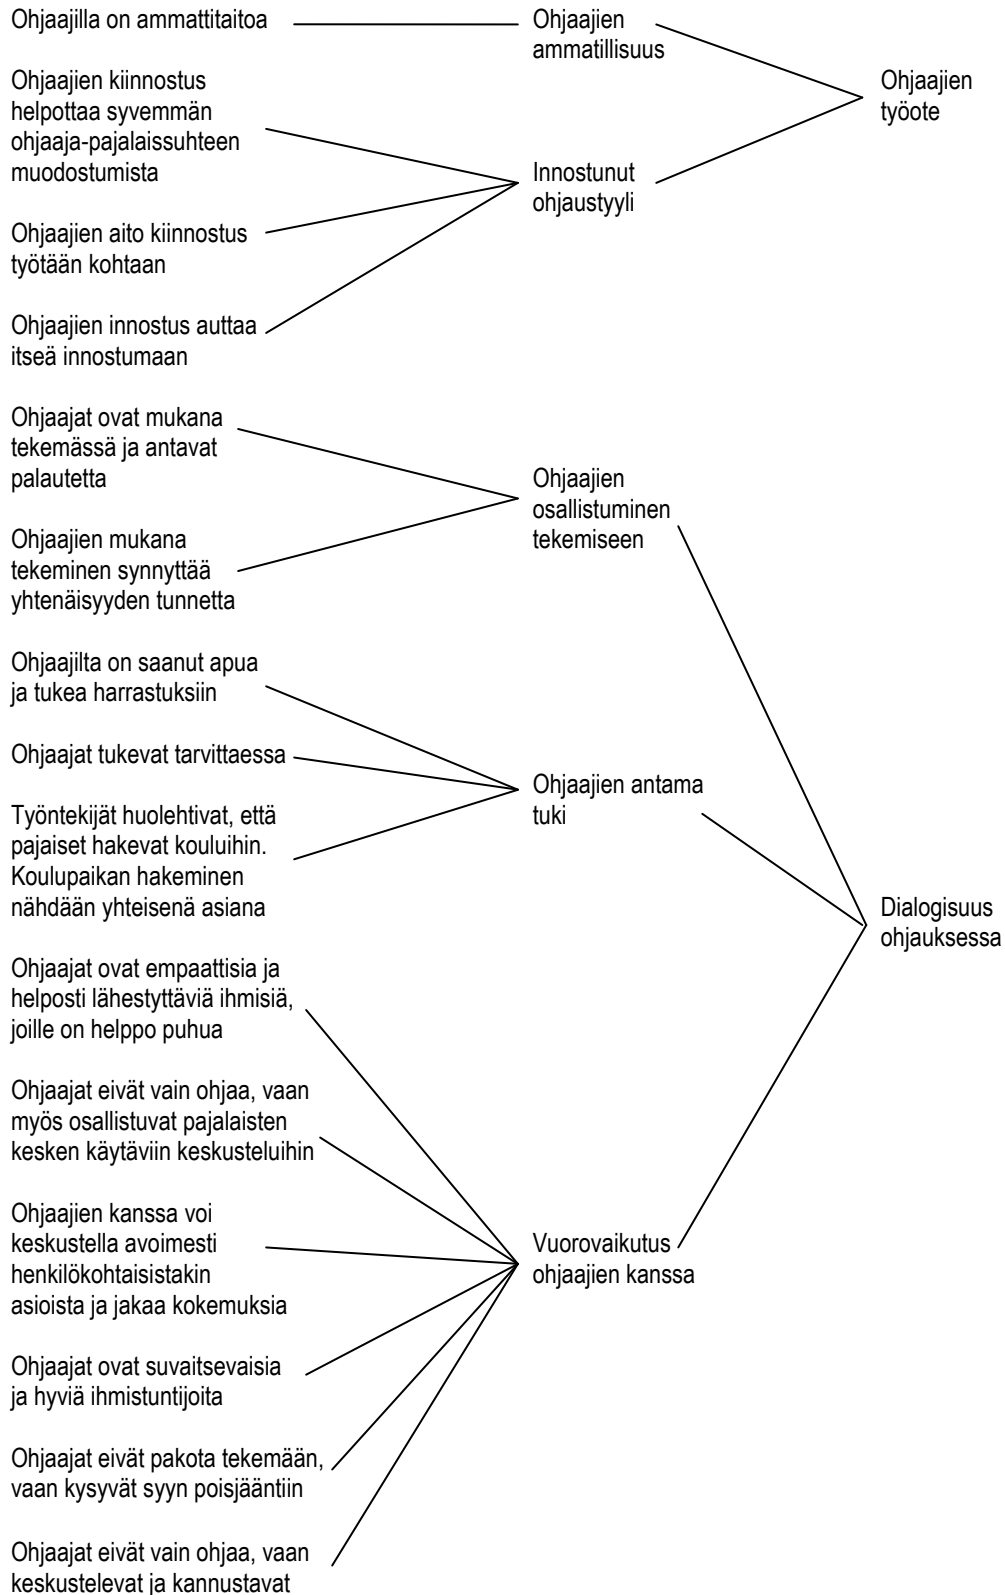 Ohjaajilla on ammattitaitoa
Ohjaajien kiinnostus
helpottaa syvemmän
ohjaaja-pajalaissuhteen
muodostumista
Ohjaajien aito kiinnostus
työtään kohtaan
Ohjaajien innostus auttaa
itseä innostumaan
Ohjaajat ovat mukana
tekemässä ja antavat
palautetta
Ohjaajien mukana
tekeminen synnyttää
yhtenäisyyden tunnetta
Ohjaajilta on saanut apua
ja tukea harrastuksiin
Ohjaajat tukevat tarvittaessa
Työntekijät huolehtivat, että
pajaiset hakevat kouluihin.
Koulupaikan hakeminen
nähdään yhteisenä asiana
Ohjaajat ovat empaattisia ja
helposti lähestyttäviä ihmisiä,
joille on helppo puhua
Ohjaajat eivät vain ohjaa, vaan
myös osallistuvat pajalaisten
kesken käytäviin keskusteluihin
Ohjaajien kanssa voi
keskustella avoimesti
henkilökohtaisistakin
asioista ja jakaa kokemuksia
Ohjaajat ovat suvaitsevaisia
ja hyviä ihmistuntijoita
Ohjaajat eivät pakota tekemään,
vaan kysyvät syyn poisjääntiin
Ohjaajat eivät vain ohjaa, vaan
keskustelevat ja kannustavat
Ohjaajien
ammatillisuus
Innostunut
ohjaustyyli
Ohjaajien
osallistuminen
tekemiseen
Ohjaajien antama
tuki
Vuorovaikutus
ohjaajien kanssa
Ohjaajien
työote
Dialogisuus
ohjauksessa